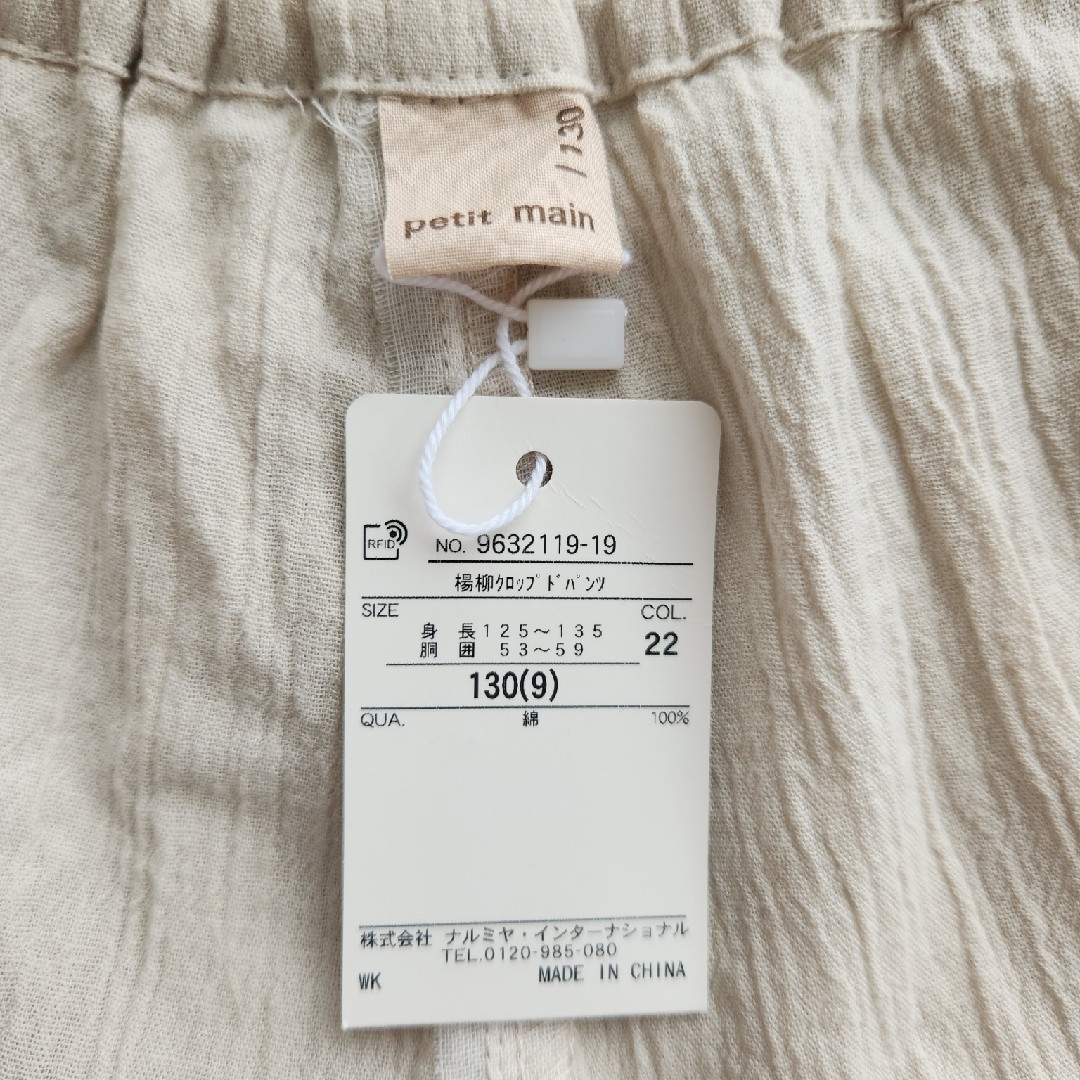 /130
petit main
RFID
NO. 9632119-19
楊柳ｸﾛｯﾌﾟﾄﾞﾊﾟﾝﾂ
SIZE COL.
身 長 125～135
胴 囲 53～59 22
130(9)
QUA. 綿 100%
株式会社 ナルミヤ・インターナショナル
TEL.0120-985-080
WK MADE IN CHINA